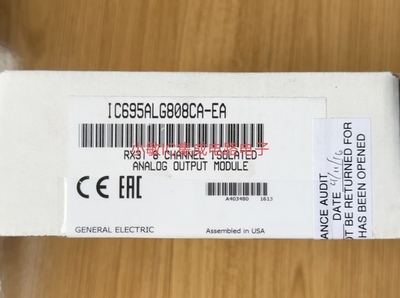 IC695ALG808CA-EA
RX3I 8 CHANNEL ISOLATED
ANALOG OUTPUT MODULE
CE EAC
A403480 1613
GENERAL ELECTRIC
Assembled in USA
ANCE AUDIT
DATE
OT BE RETURNED FOR
HAS BEEN OPENED